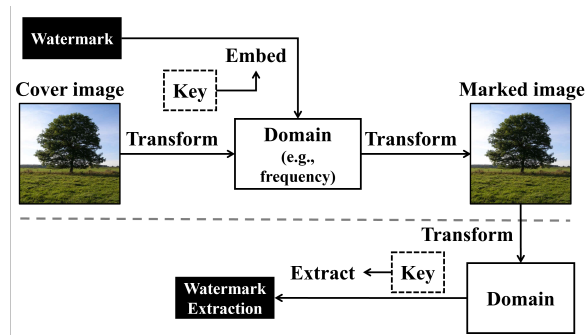 Watermark
Embed
Key
Cover image
Marked image
Transform
Domain
(e.g.,
frequency)
Transform
Transform
Extract
Key
Watermark
Extraction
Domain